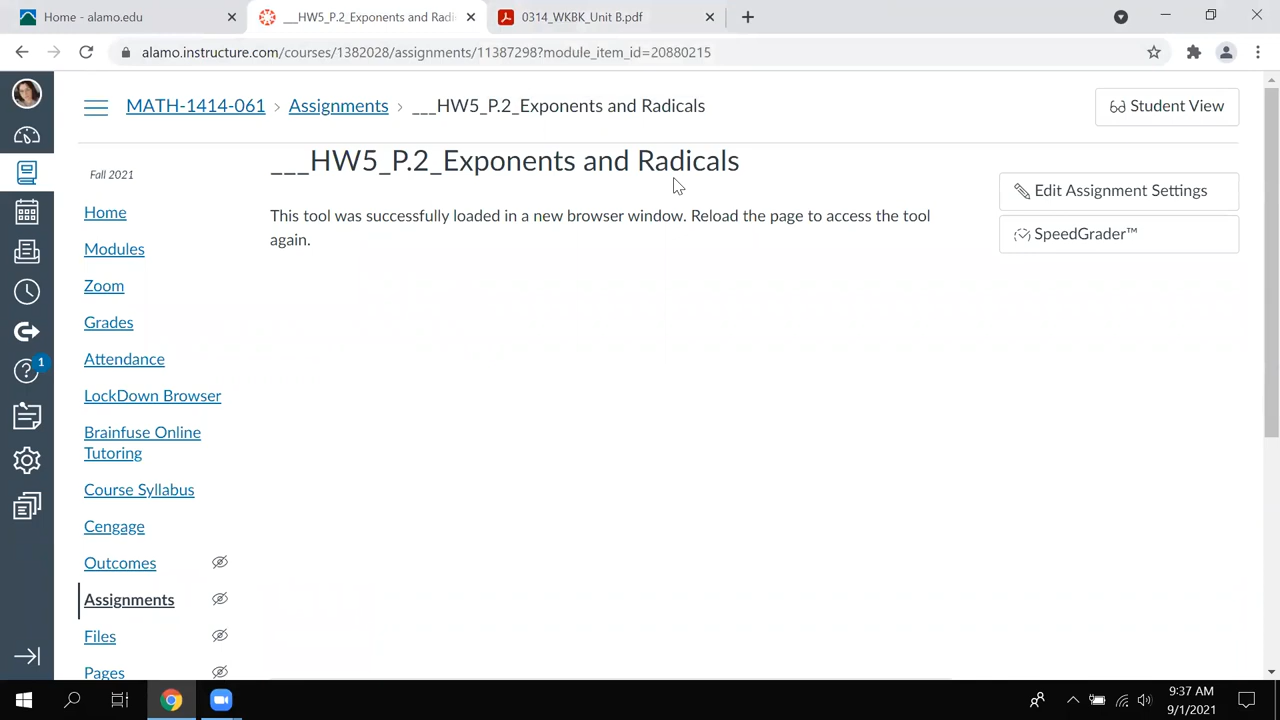 Home - alamo.edu
___HW5_P.2_Exponents and Radi
0314_WKBK_Unit B.pdf
alamo.instructure.com/courses/1382028/assignments/11387298?module_item_id=20880215
MATH-1414-061 › Assignments › ___HW5_P.2_Exponents and Radicals
Student View
Fall 2021
Home
Modules
Zoom
Grades
Attendance
LockDown Browser
Brainfuse Online
Tutoring
Course Syllabus
Cengage
Outcomes
Assignments
Files
Pages
___HW5_P.2_Exponents and Radicals
This tool was successfully loaded in a new browser window. Reload the page to access the tool
again.
Edit Assignment Settings
SpeedGrader™
1
9:37 AM
9/1/2021